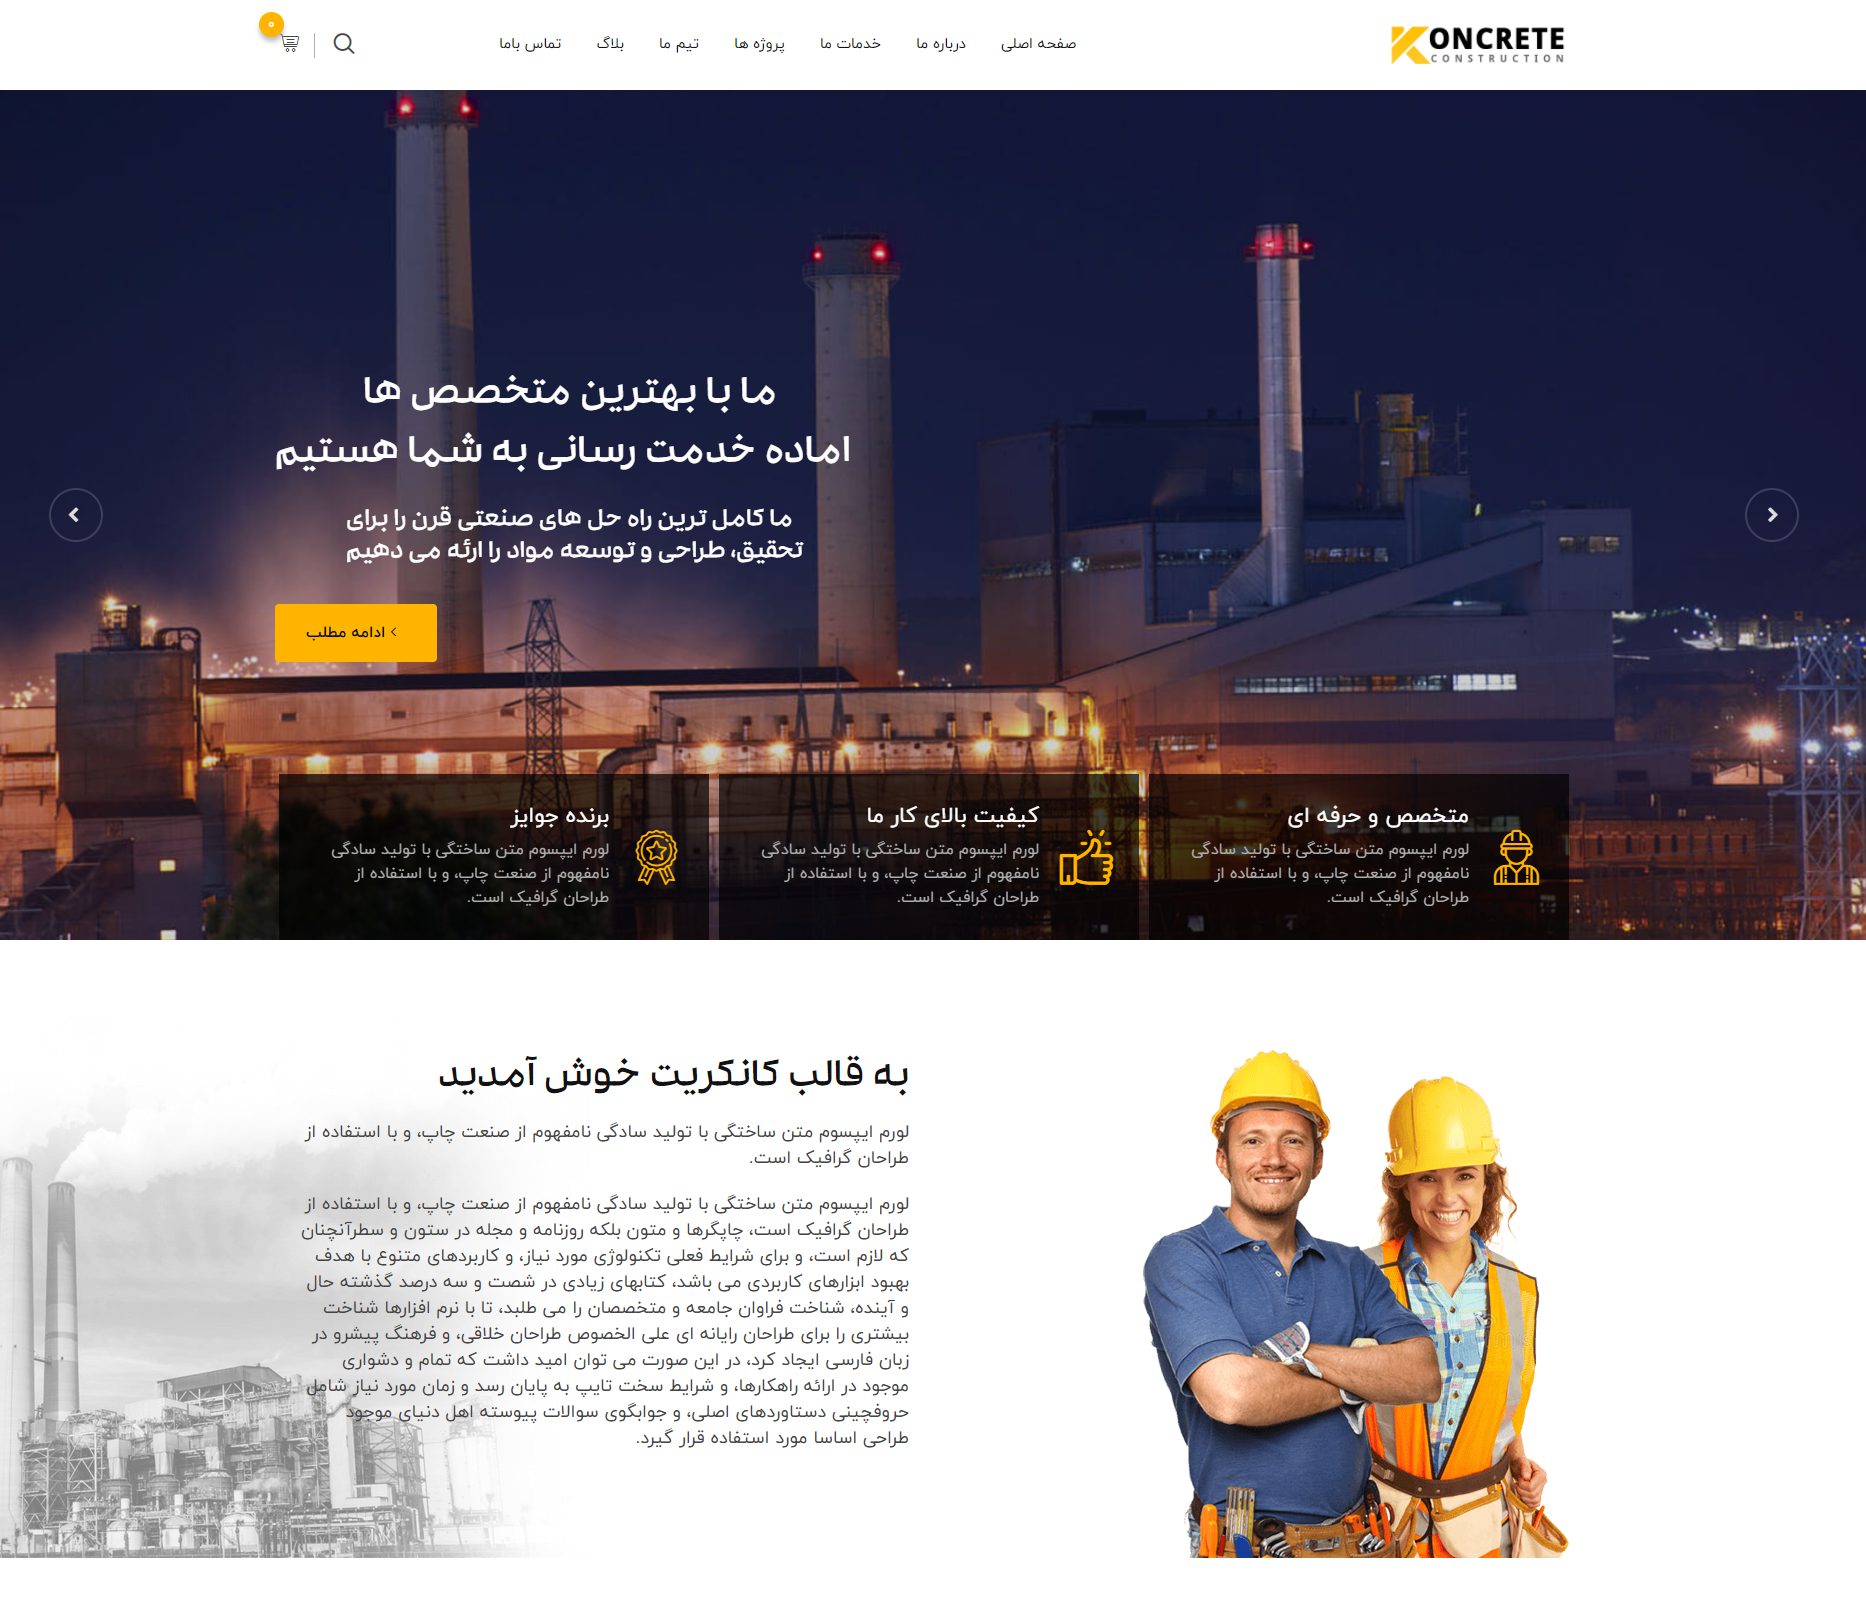 KONCRETE
CONSTRUCTION
صفحه اصلی
درباره ما
خدمات ما
پروژه ها
تیم ما
بلاگ
تماس باما
۰
ما با بهترین متخصص ها
اماده خدمت رسانی به شما هستیم
ما کامل ترین راه حل های صنعتی قرن را برای
تحقیق، طراحی و توسعه مواد را ارئه می دهیم
ادامه مطلب
متخصص و حرفه ای
لورم ایپسوم متن ساختگی با تولید سادگی
نامفهوم از صنعت چاپ، و با استفاده از
طراحان گرافیک است.
کیفیت بالای کار ما
لورم ایپسوم متن ساختگی با تولید سادگی
نامفهوم از صنعت چاپ، و با استفاده از
طراحان گرافیک است.
برنده جوایز
لورم ایپسوم متن ساختگی با تولید سادگی
نامفهوم از صنعت چاپ، و با استفاده از
طراحان گرافیک است.
به قالب کانکریت خوش آمدید
لورم ایپسوم متن ساختگی با تولید سادگی نامفهوم از صنعت چاپ، و با استفاده از
طراحان گرافیک است.
لورم ایپسوم متن ساختگی با تولید سادگی نامفهوم از صنعت چاپ، و با استفاده از
طراحان گرافیک است، چاپگرها و متون بلکه روزنامه و مجله در ستون و سطرآنچنان
که لازم است، و برای شرایط فعلی تکنولوژی مورد نیاز، و کاربردهای متنوع با هدف
بهبود ابزارهای کاربردی می باشد، کتابهای زیادی در شصت و سه درصد گذشته حال
و آینده، شناخت فراوان جامعه و متخصصان را می طلبد، تا با نرم افزارها شناخت
بیشتری را برای طراحان رایانه ای علی الخصوص طراحان خلاقی، و فرهنگ پیشرو در
زبان فارسی ایجاد کرد، در این صورت می توان امید داشت که تمام و دشواری
موجود در ارائه راهکارها، و شرایط سخت تایپ به پایان رسد و زمان مورد نیاز شامل
حروفچینی دستاوردهای اصلی، و جوابگوی سوالات پیوسته اهل دنیای موجود
طراحی اساسا مورد استفاده قرار گیرد.